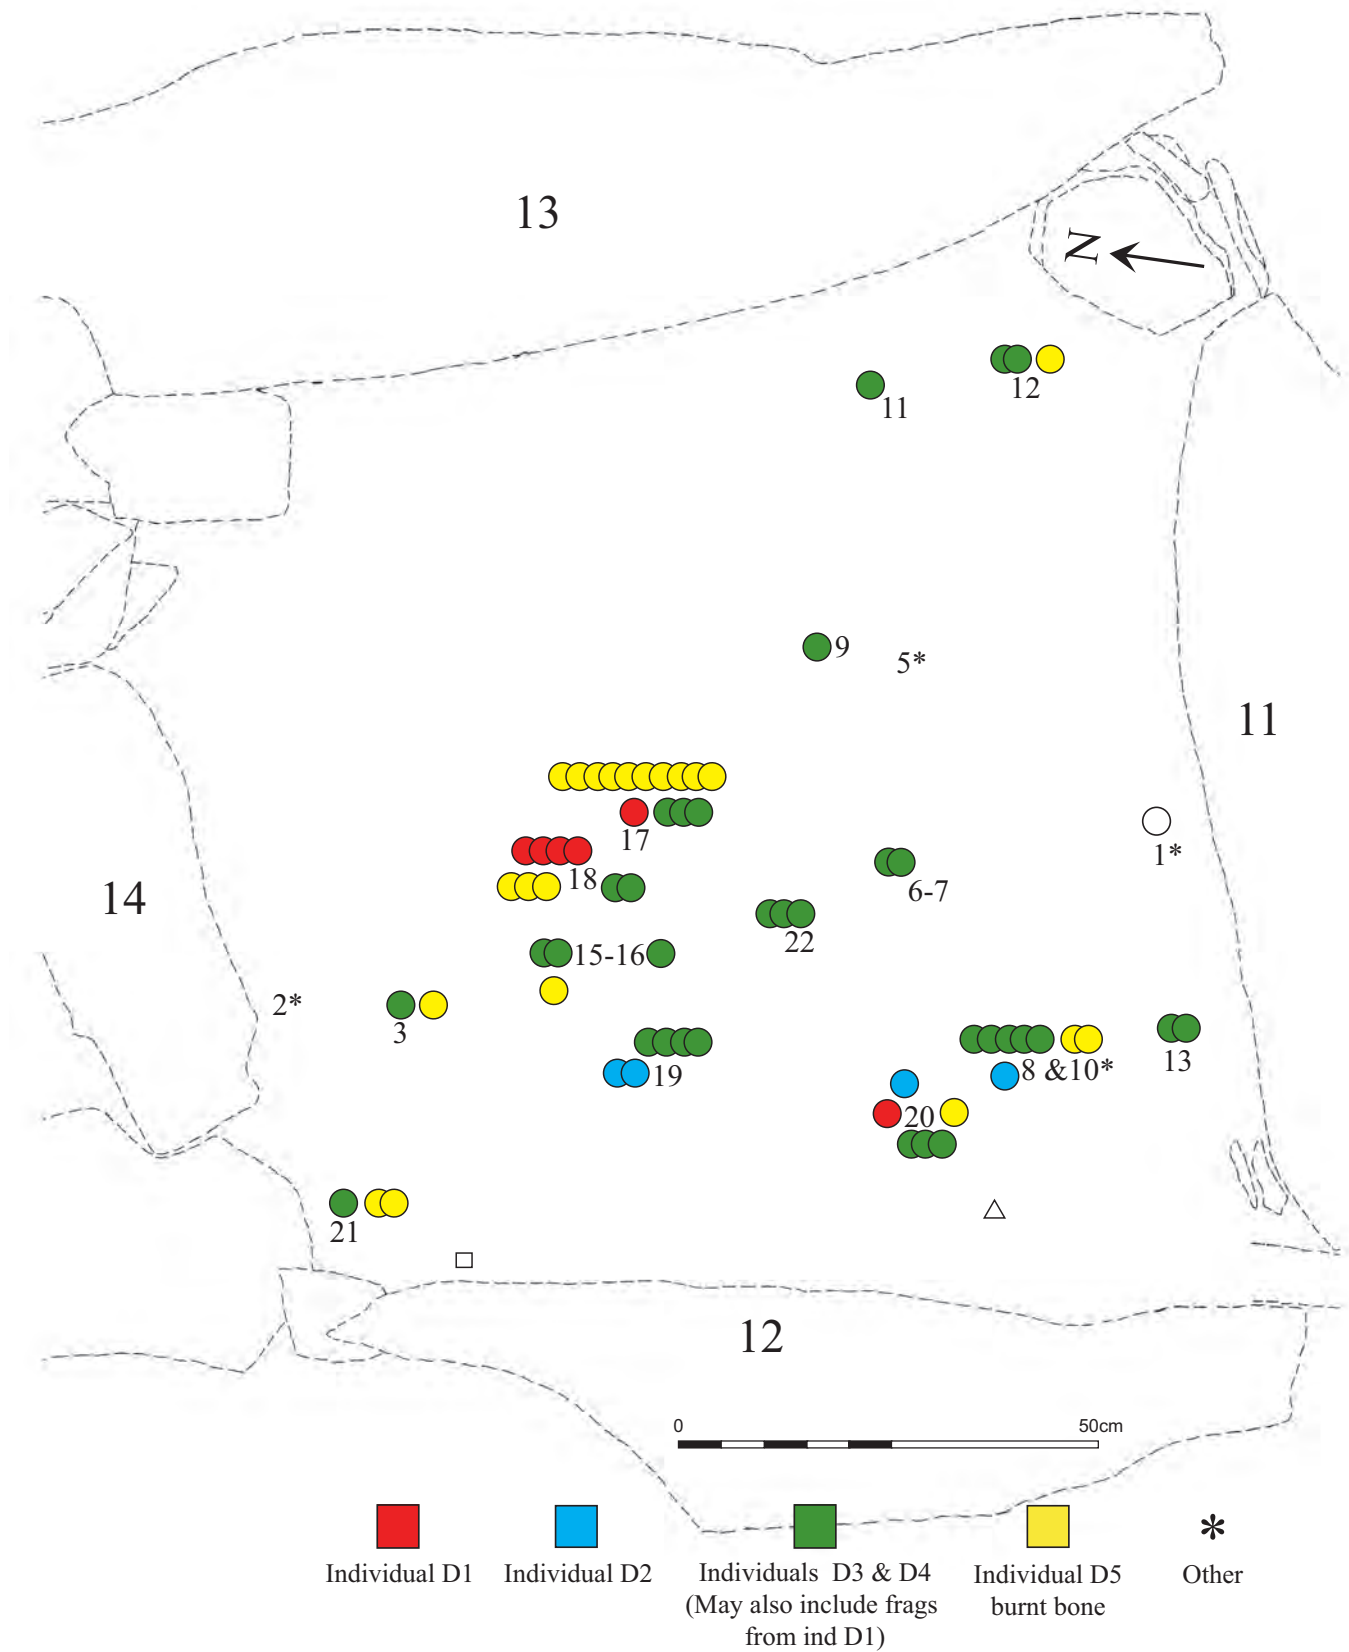 13
N
12
11
9
5*
11
17
1*
18
6-7
14
22
15-16
2*
3
13
8 &10*
19
20
21
12
0 50cm
Individual D1
Individual D2
Individuals D3 & D4
(May also include frags
from ind D1)
Individual D5
burnt bone
*
Other